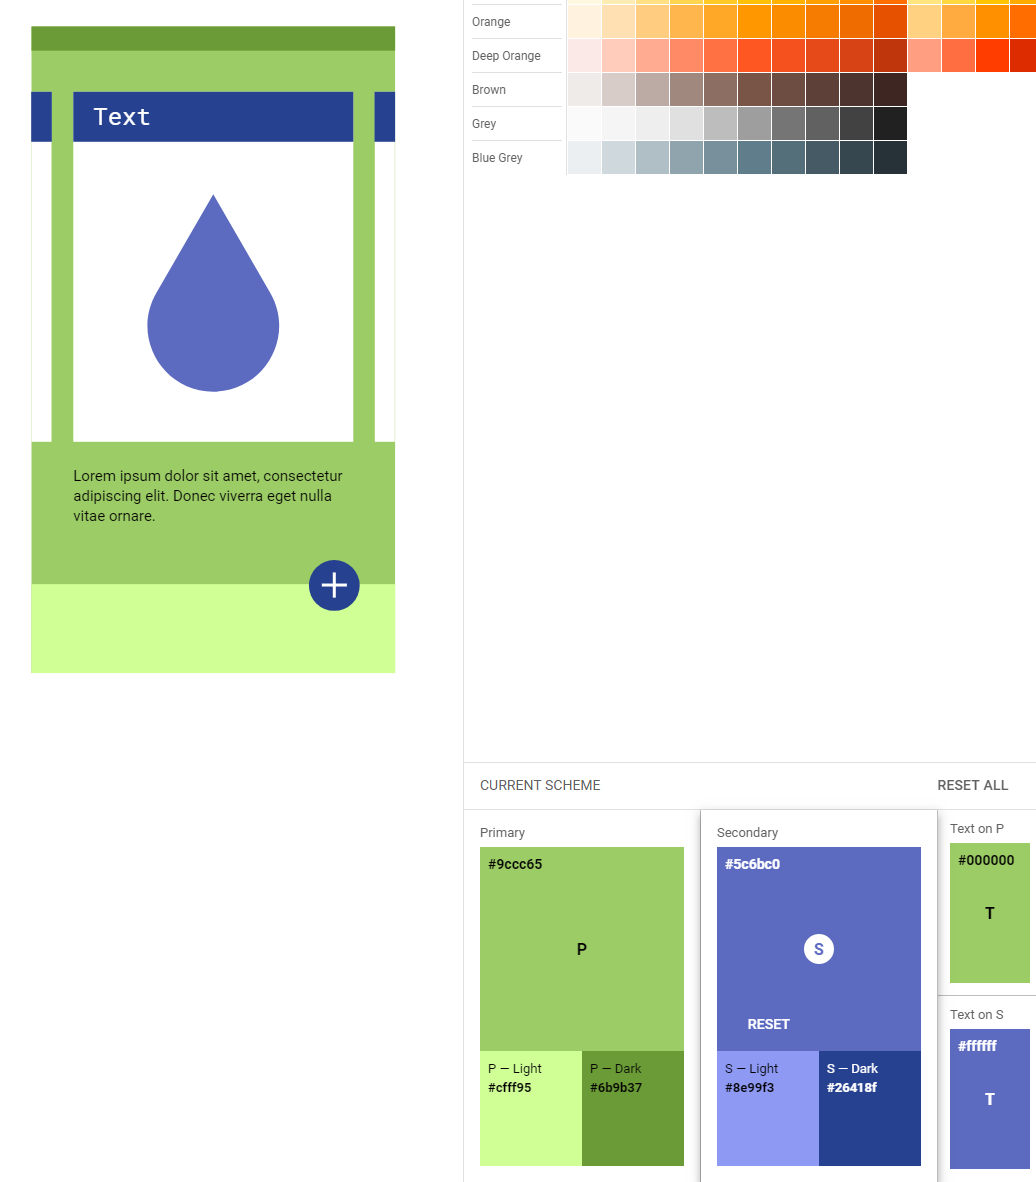 Text
Lorem ipsum dolor sit amet, consectetur
adipiscing elit. Donec viverra eget nulla
vitae ornare.
Orange
Deep Orange
Brown
Grey
Blue Grey
CURRENT SCHEME
RESET ALL
Primary
#9ccc65
P
P — Light
#cfff95
P — Dark
#6b9b37
Secondary
#5c6bc0
S
RESET
S — Light
#8e99f3
S — Dark
#26418f
Text on P
#000000
T
Text on S
#ffffff
T